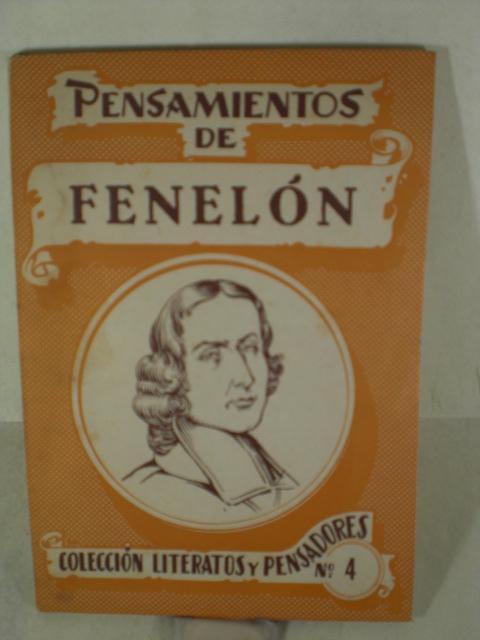 PENSAMIENTOS
DE
FENELÓN
COLECCIÓN LITERATOS Y PENSADORES
Nº 4